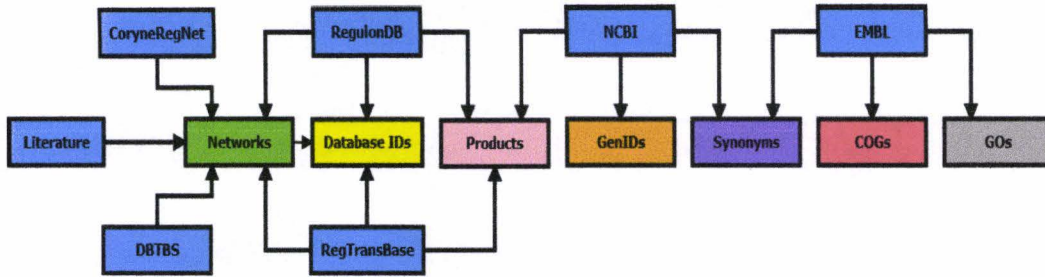 CoryneRegNet
RegulonDB
NCBI
EMBL
Literature
Networks
Database IDs
Products
GenIDs
Synonyms
COGs
GOs
DBTBS
RegTransBase